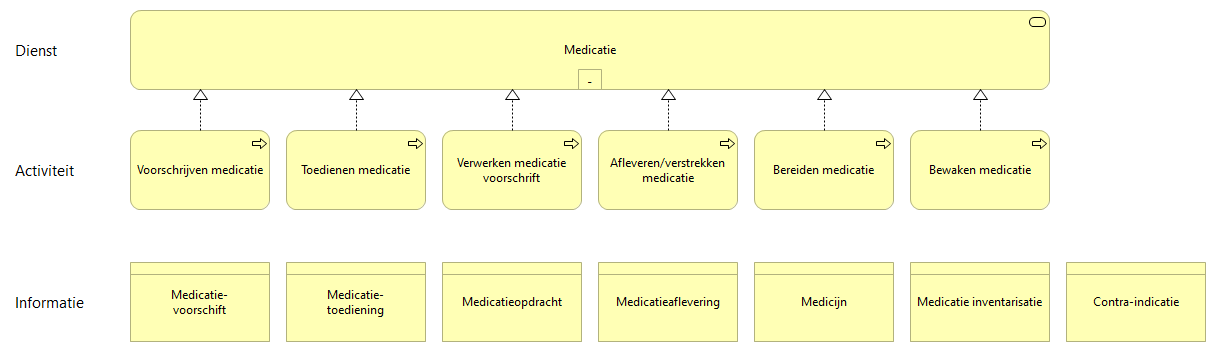 Dienst
Medicatie
-
Activiteit
Voorschrijven medicatie
Toedienen medicatie
Verwerken medicatie
voorschrift
Afleveren/verstrekken
medicatie
Bereiden medicatie
Bewaken medicatie
Informatie
Medicatie-
voorschift
Medicatie-
toediening
Medicatieopdracht
Medicatieaflevering
Medicijn
Medicatie inventarisatie
Contra-indicatie